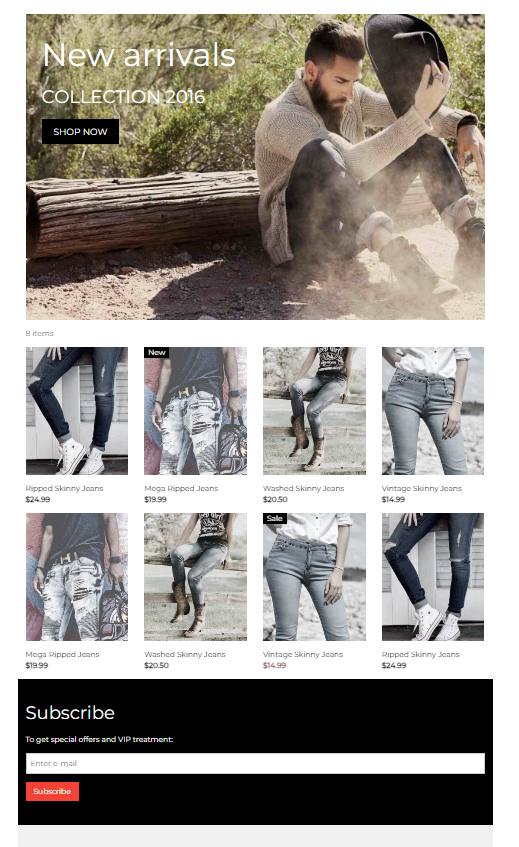 New arrivals
COLLECTION 2016
SHOP NOW
8 items
New
Ripped Skinny Jeans
$24.99
Mega Ripped Jeans
$19.99
Washed Skinny Jeans
$20.50
Vintage Skinny Jeans
$14.99
Sale
Mega Ripped Jeans
$19.99
Washed Skinny Jeans
$20.50
Vintage Skinny Jeans
$14.99
Ripped Skinny Jeans
$24.99
Subscribe
To get special offers and VIP treatment:
Enter e-mail
Subscribe